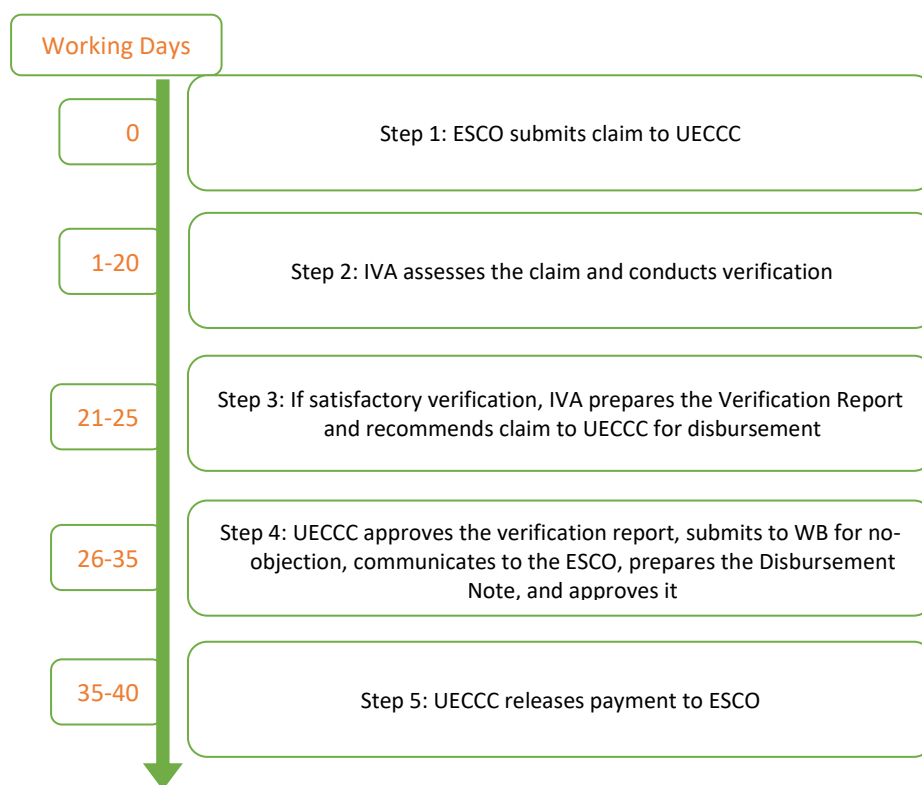 Working Days
0
Step 1: ESCO submits claim to UECCC
1-20
Step 2: IVA assesses the claim and conducts verification
21-25
Step 3: If satisfactory verification, IVA prepares the Verification Report
and recommends claim to UECCC for disbursement
26-35
Step 4: UECCC approves the verification report, submits to WB for no-
objection, communicates to the ESCO, prepares the Disbursement
Note, and approves it
35-40
Step 5: UECCC releases payment to ESCO